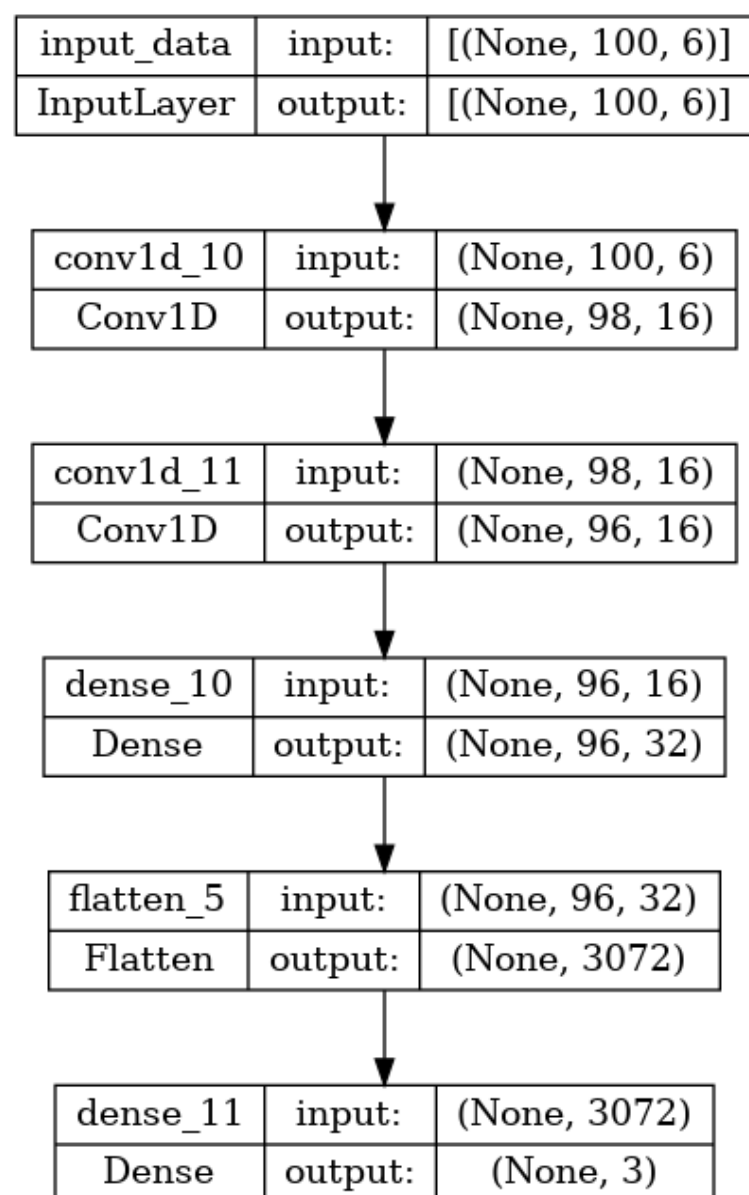 input_data input: [(None, 100, 6)]
InputLayer output: [(None, 100, 6)]
conv1d_10 input: (None, 100, 6)
Conv1D output: (None, 98, 16)
conv1d_11 input: (None, 98, 16)
Conv1D output: (None, 96, 16)
dense_10 input: (None, 96, 16)
Dense output: (None, 96, 32)
flatten_5 input: (None, 96, 32)
Flatten output: (None, 3072)
dense_11 input: (None, 3072)
Dense output: (None, 3)